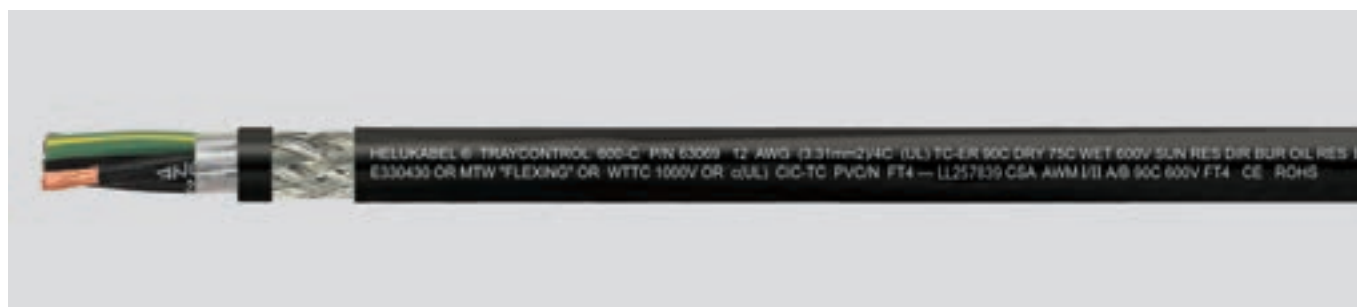 HELUKABEL ® TRAYCONTROL 600-C P/N 63069 12 AWG (3.31mm2)/4C (UL) TC-ER 90C DRY 75C WET 600V SUN RES DIR BUR OIL RES
E330430 OR MTW "FLEXING" OR WTTC 1000V OR c(UL) CIC-TC PVC/N FT4 — LL257839 CSA AWM I/II A/B 90C 600V FT4 CE ROHS